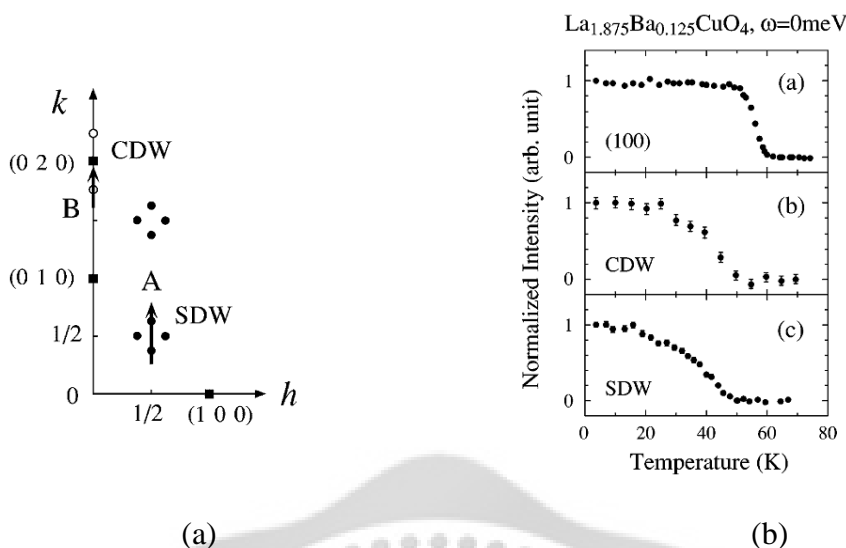 La1.875Ba0.125CuO4, ω=0meV
k
(0 2 0)
CDW
B
(0 1 0)
A
SDW
1/2
0
1/2
(1 0 0)
h
(a)
Normalized Intensity (arb. unit)
1
0
(100)
(a)
1
0
CDW
(b)
1
0
SDW
(c)
0
20
40
60
80
Temperature (K)
(b)